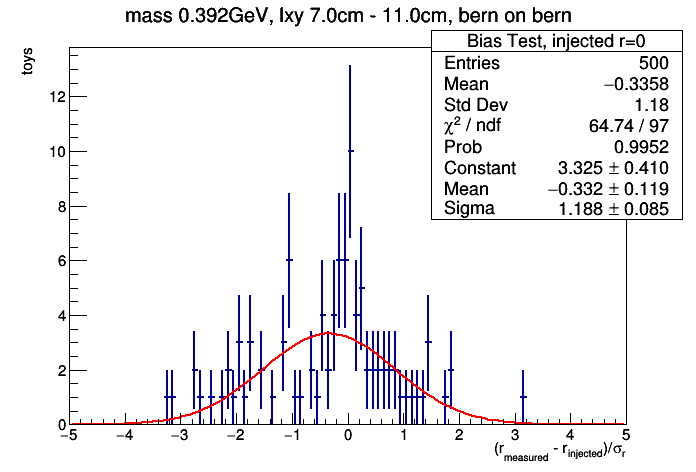 mass 0.392GeV, lxy 7.0cm - 11.0cm, bern on bern
Bias Test, injected r=0
Entries 500
Mean −0.3358
Std Dev 1.18
χ² / ndf 64.74 / 97
Prob 0.9952
Constant 3.325 ± 0.410
Mean −0.332 ± 0.119
Sigma 1.188 ± 0.085
toys
12
10
8
6
4
2
0
−5 −4 −3 −2 −1 0 1 2 3 4 5
(r_measured - r_injected)/σ_r